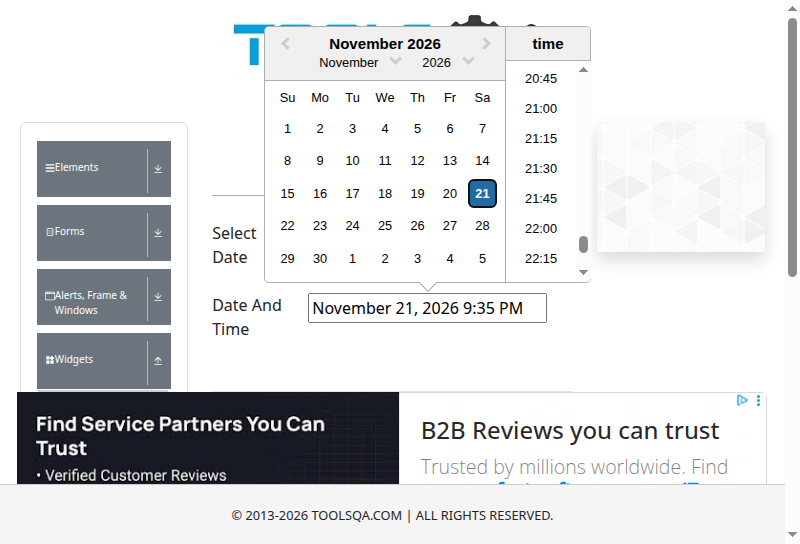 November 2026
November 2026
time
Su Mo Tu We Th Fr Sa
1 2 3 4 5 6 7
8 9 10 11 12 13 14
15 16 17 18 19 20 21
22 23 24 25 26 27 28
29 30 1 2 3 4 5
20:45
21:00
21:15
21:30
21:45
22:00
22:15
Elements
Forms
Alerts, Frame &
Windows
Widgets
Select
Date
Date And
Time
November 21, 2026 9:35 PM
Find Service Partners You Can
Trust
• Verified Customer Reviews
B2B Reviews you can trust
Trusted by millions worldwide. Find
© 2013-2026 TOOLSQA.COM | ALL RIGHTS RESERVED.